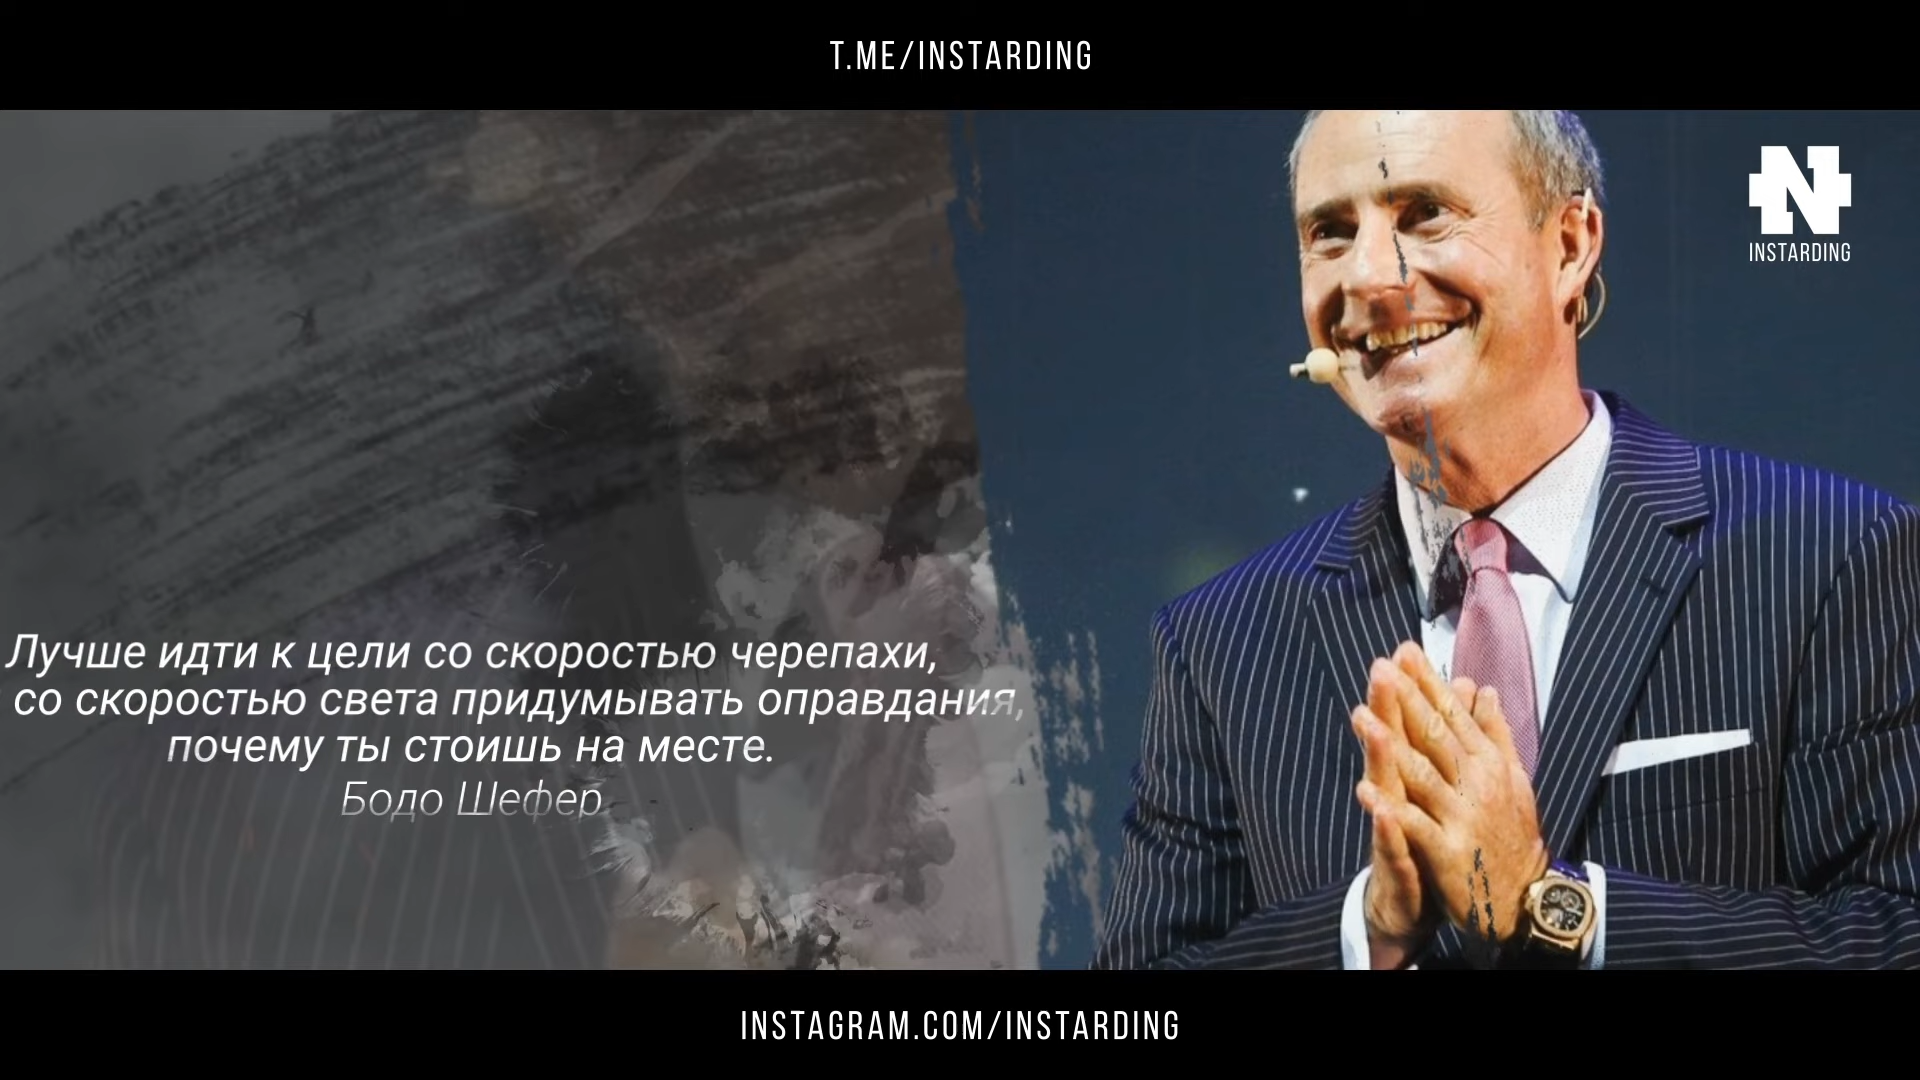 T.ME/INSTARDING
N
INSTARDING
Лучше идти к цели со скоростью черепахи,
со скоростью света придумывать оправдания,
почему ты стоишь на месте.
Бодо Шефер
INSTAGRAM.COM/INSTARDING